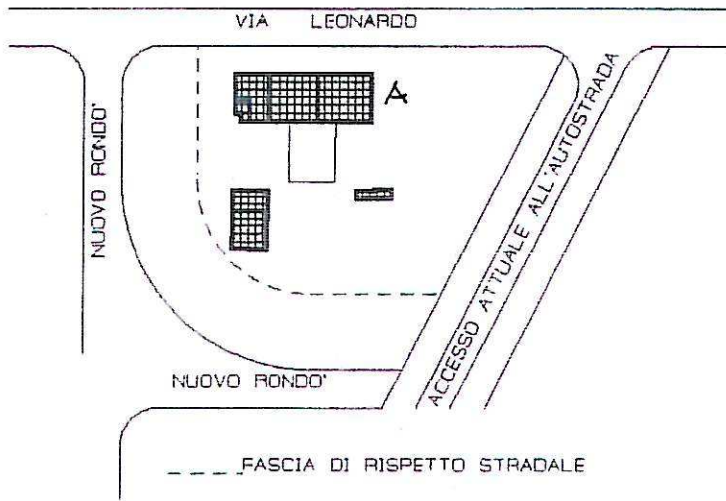 VIA LEONARDO
A
NUOVO RONDO'
ACCESSO ATTUALE ALL'AUTOSTRADA
NUOVO RONDO'
FASCIA DI RISPETTO STRADALE